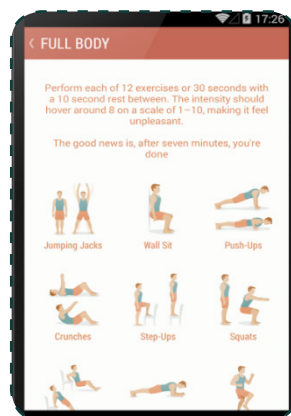 17:26
FULL BODY
Perform each of 12 exercises or 30 seconds with
a 10 second rest between. The intensity should
hover around 8 on a scale of 1–10, making it feel
unpleasant.
The good news is, after seven minutes, you're
done
Jumping Jacks Wall Sit Push-Ups
Crunches Step-Ups Squats